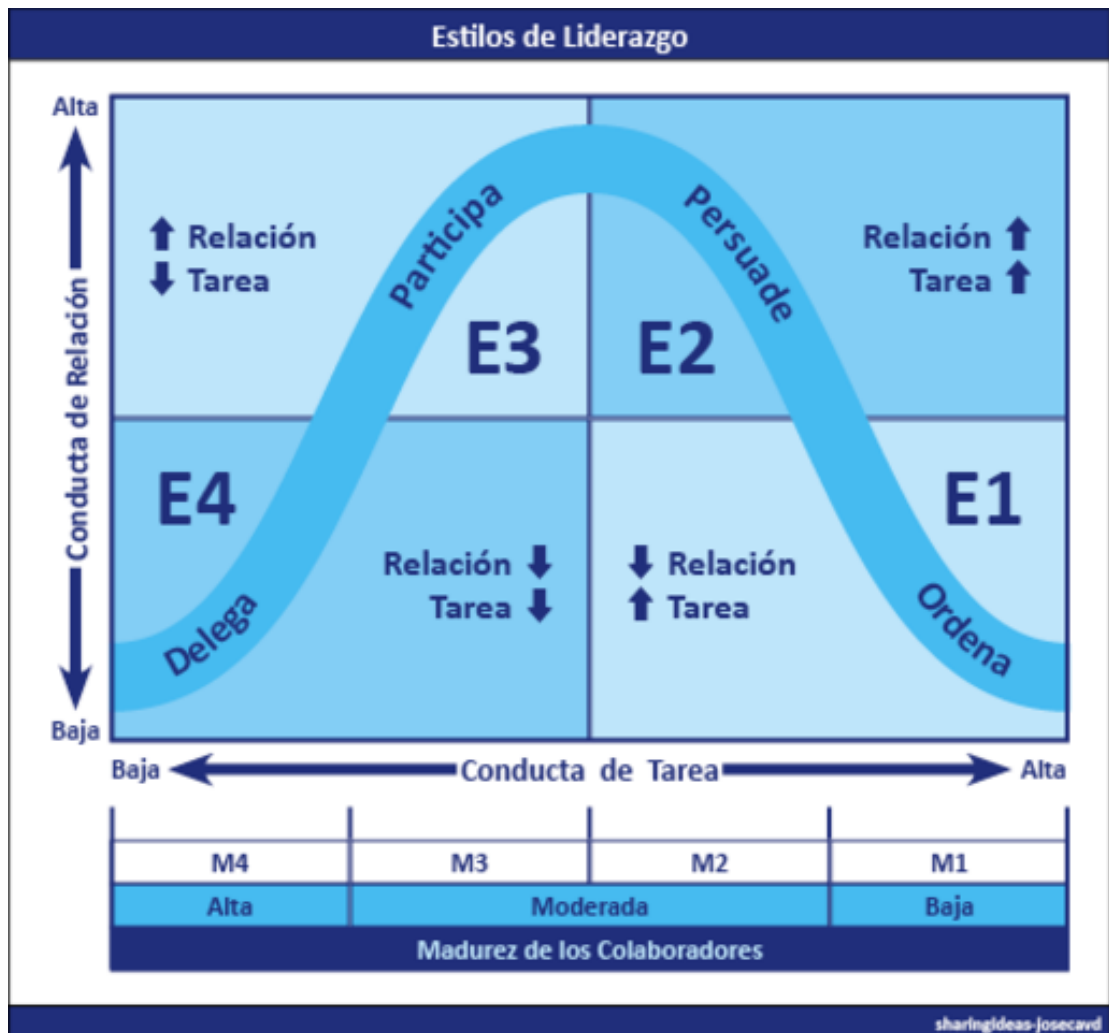 Estilos de Liderazgo
Alta
Conducta de Relación
Baja
Relación
Tarea
Participa
E3
Persuade
E2
Relación
Tarea
E4
Delega
Relación
Tarea
Relación
Tarea
E1
Ordena
Baja
Conducta de Tarea
Alta
M4 M3 M2 M1
Alta Moderada Baja
Madurez de los Colaboradores
sharingideas-josecavd